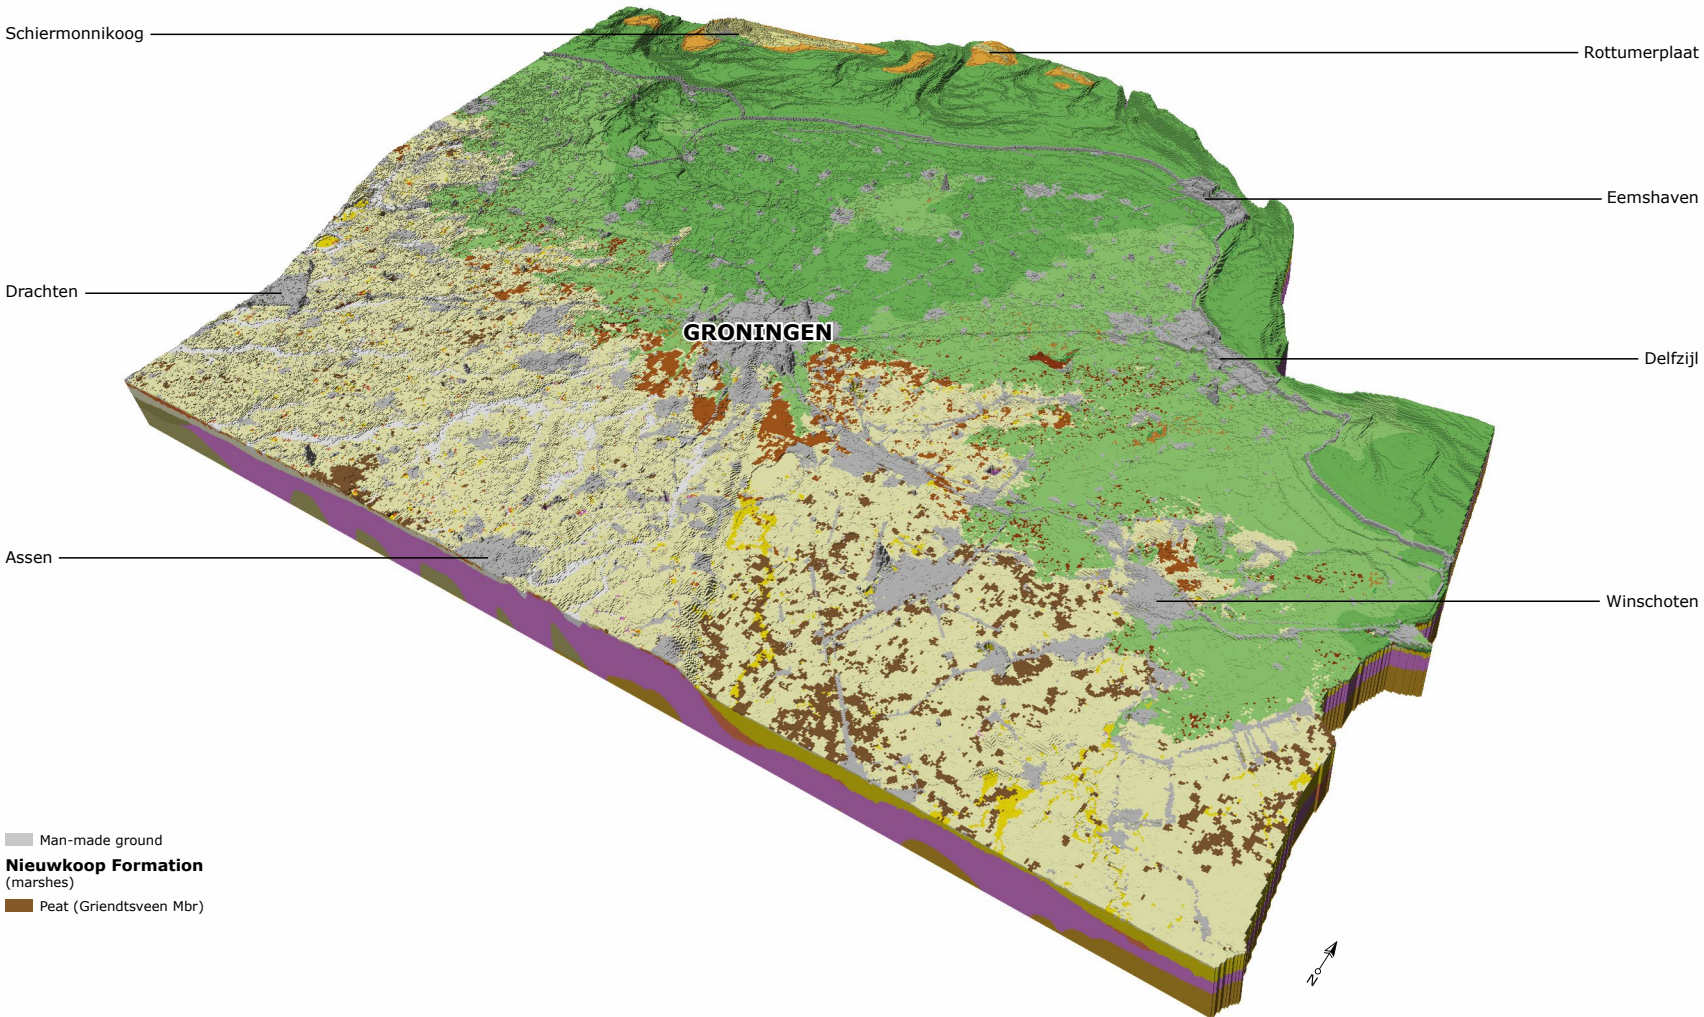 Schiermonnikoog
Rottumerplaat
Eemshaven
Drachten
GRONINGEN
Delfzijl
Assen
Winschoten
Man-made ground
Nieuwkoop Formation
(marshes)
Peat (Griendtsveen Mbr)
N